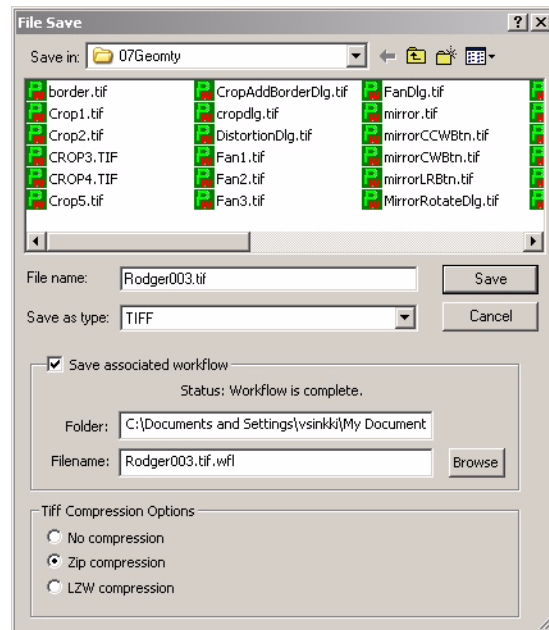 File Save
Save in: 07Geomty
border.tif CropAddBorderDlg.tif FanDlg.tif
Crop1.tif cropdlg.tif mirror.tif
Crop2.tif DistortionDlg.tif mirrorCCWBtn.tif
CROP3.TIF Fan1.tif mirrorCWBtn.tif
CROP4.TIF Fan2.tif mirrorLRBtn.tif
Crop5.tif Fan3.tif MirrorRotateDlg.tif
File name: Rodger003.tif Save
Save as type: TIFF Cancel
Save associated workflow
Status: Workflow is complete.
Folder: C:\Documents and Settings\vsinkki\My Document
Filename: Rodger003.tif.wfl Browse
Tiff Compression Options
No compression
Zip compression
LZW compression